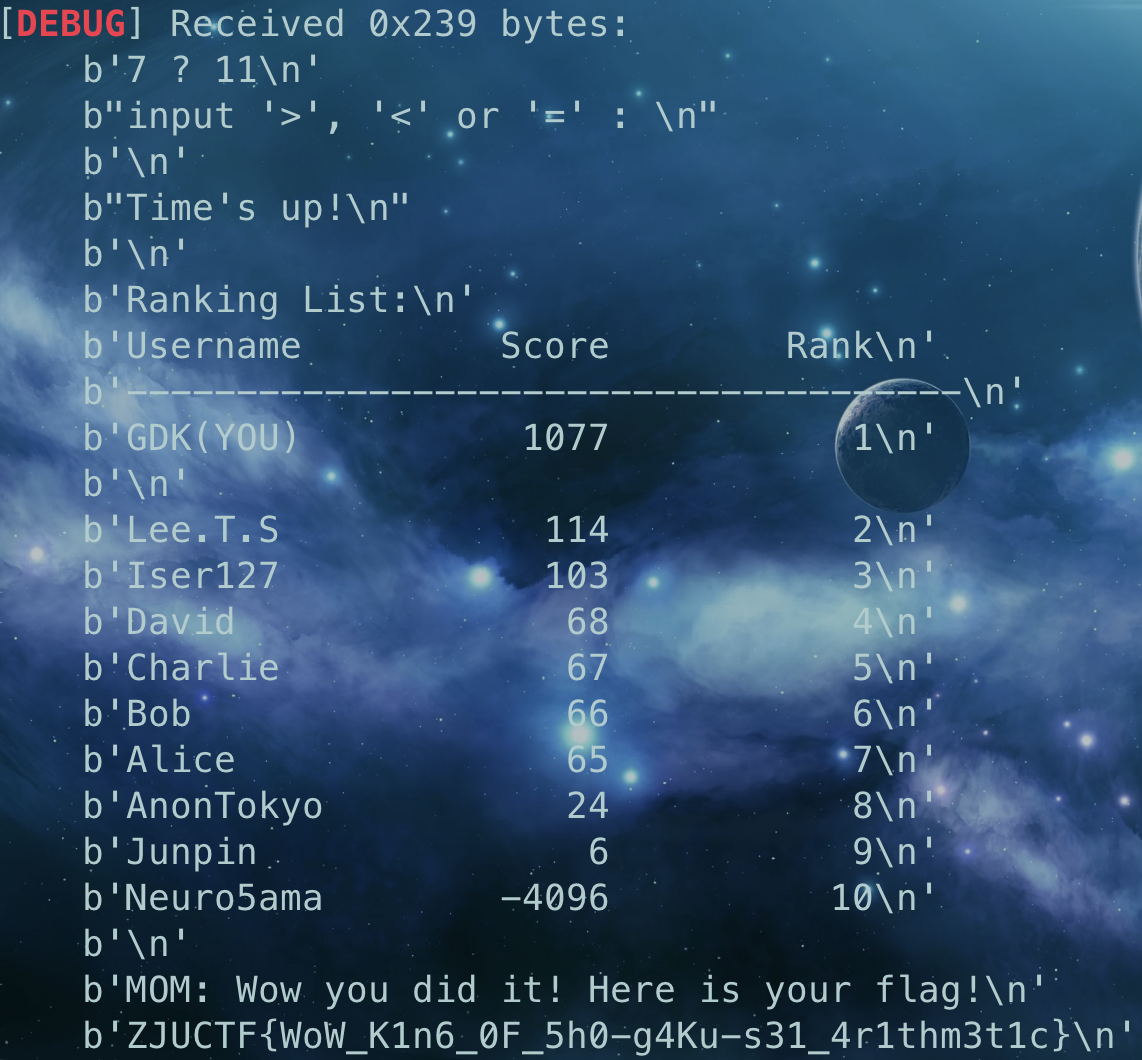 [DEBUG] Received 0x239 bytes:
    b'7 ? 11\n'
    b"input '>', '<' or '=' : \n"
    b'\n'
    b"Time's up!\n"
    b'\n'
    b'Ranking List:\n'
    b'Username         Score        Rank\n'
    b'--------------------------------------\n'
    b'GDK(YOU)          1077           1\n'
    b'\n'
    b'Lee.T.S            114           2\n'
    b'Iser127            103           3\n'
    b'David               68           4\n'
    b'Charlie             67           5\n'
    b'Bob                 66           6\n'
    b'Alice               65           7\n'
    b'AnonTokyo           24           8\n'
    b'Junpin               6           9\n'
    b'Neuro5ama        -4096          10\n'
    b'\n'
    b'MOM: Wow you did it! Here is your flag!\n'
    b'ZJUCTF{WoW_K1n6_0F_5h0-g4Ku-s31_4r1thm3t1c}\n'